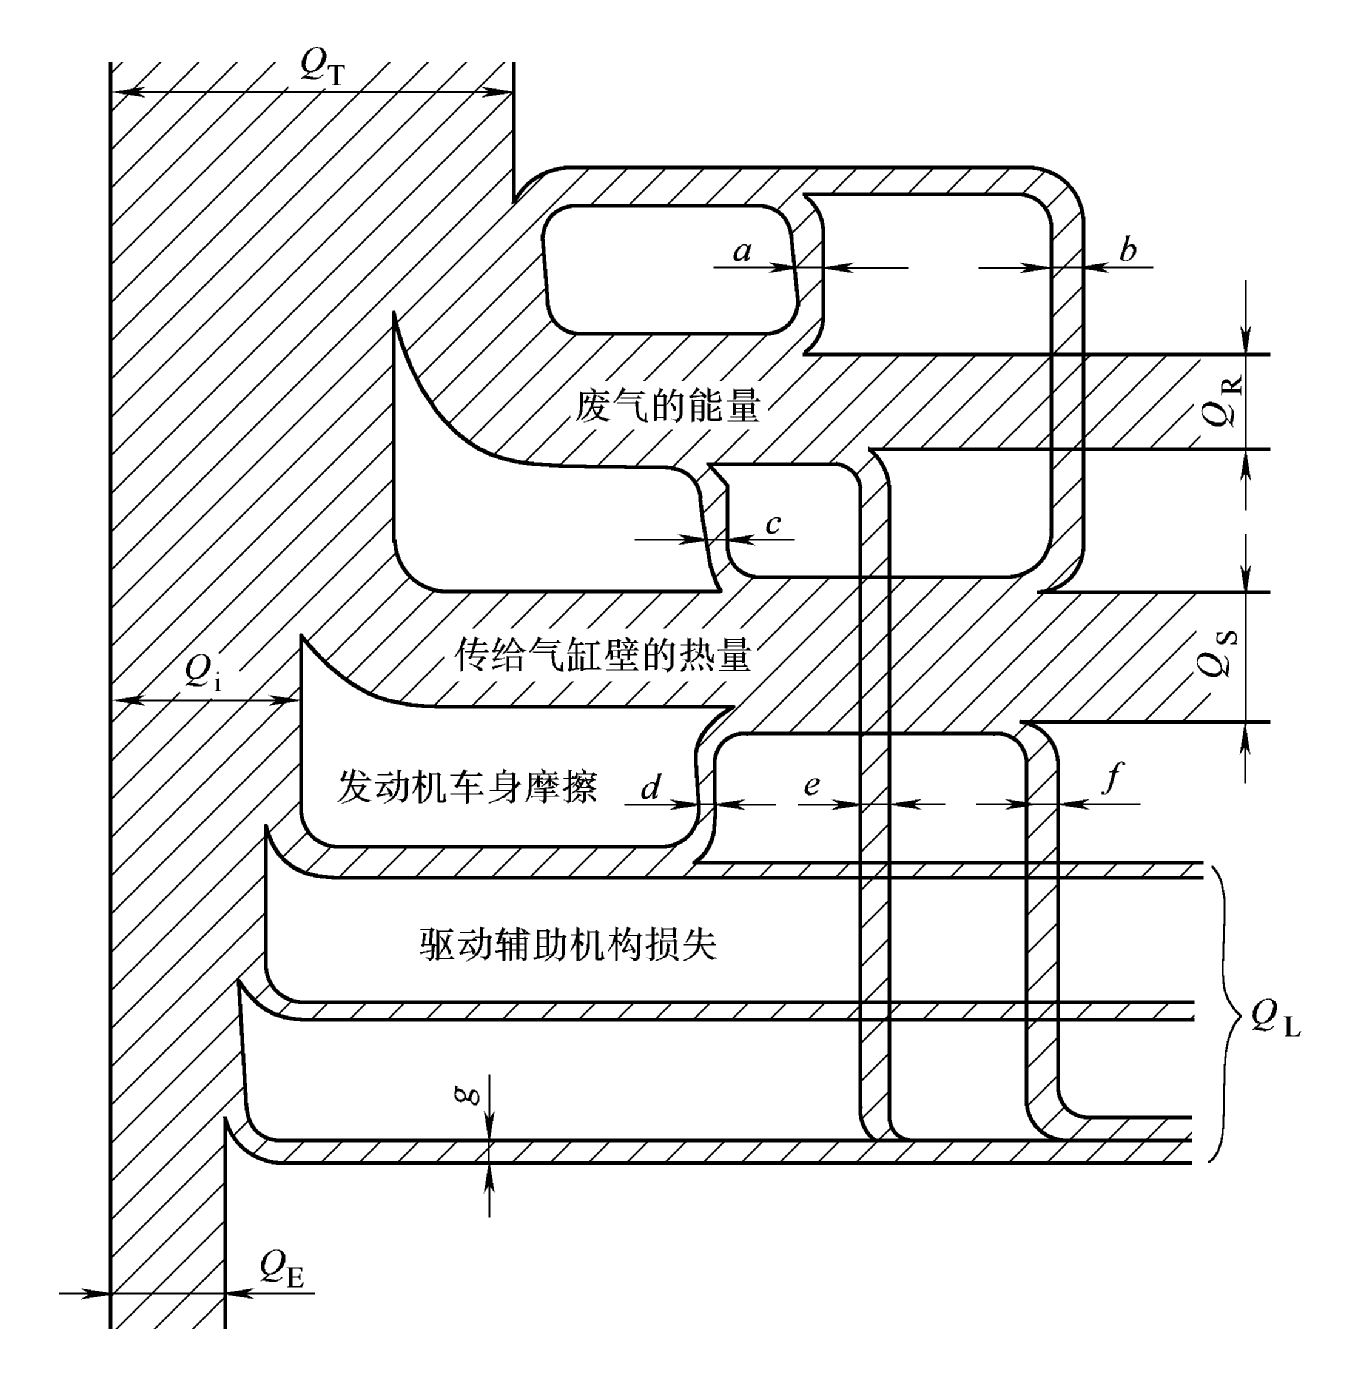 Q_T
a
b
废气的能量
Q_R
c
传给气缸壁的热量
Q_S
Q_i
发动机车身摩擦
d
e
f
驱动辅助机构损失
Q_L
g
Q_E